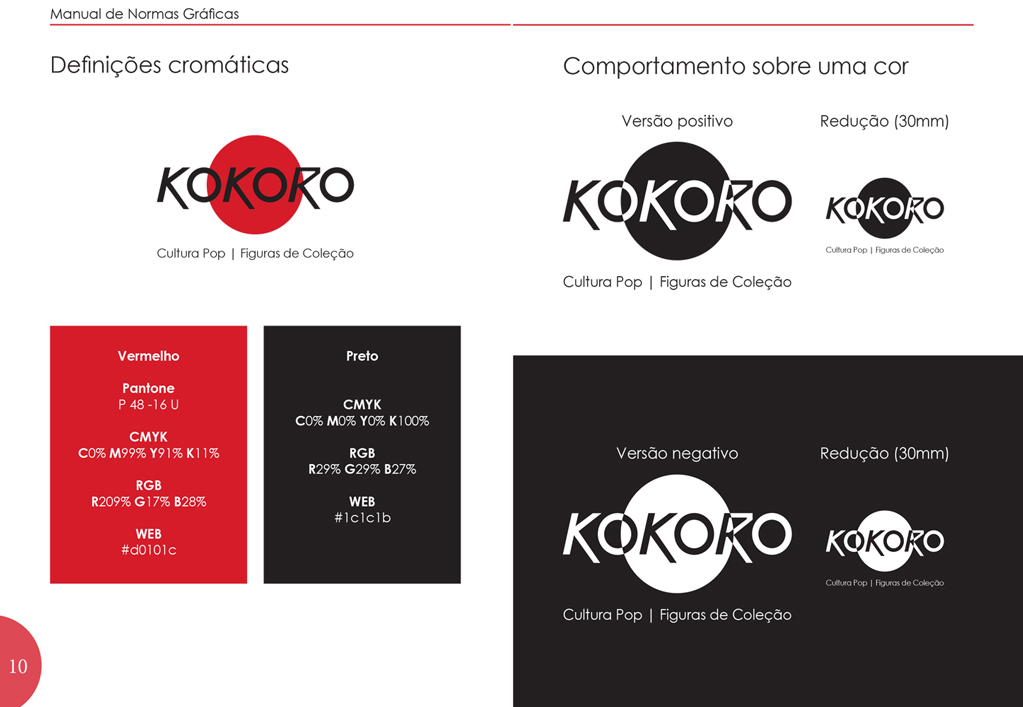 Manual de Normas Gráficas
Definições cromáticas
KOKORO
Cultura Pop | Figuras de Coleção
Vermelho
Pantone
P 48 -16 U
CMYK
C0% M99% Y91% K11%
RGB
R209% G17% B28%
WEB
#d0101c
Preto
CMYK
C0% M0% Y0% K100%
RGB
R29% G29% B27%
WEB
#1c1c1b
Comportamento sobre uma cor
Versão positivo
KOKORO
Cultura Pop | Figuras de Coleção
Redução (30mm)
KOKORO
Cultura Pop | Figuras de Coleção
Versão negativo
KOKORO
Cultura Pop | Figuras de Coleção
Redução (30mm)
KOKORO
Cultura Pop | Figuras de Coleção
10